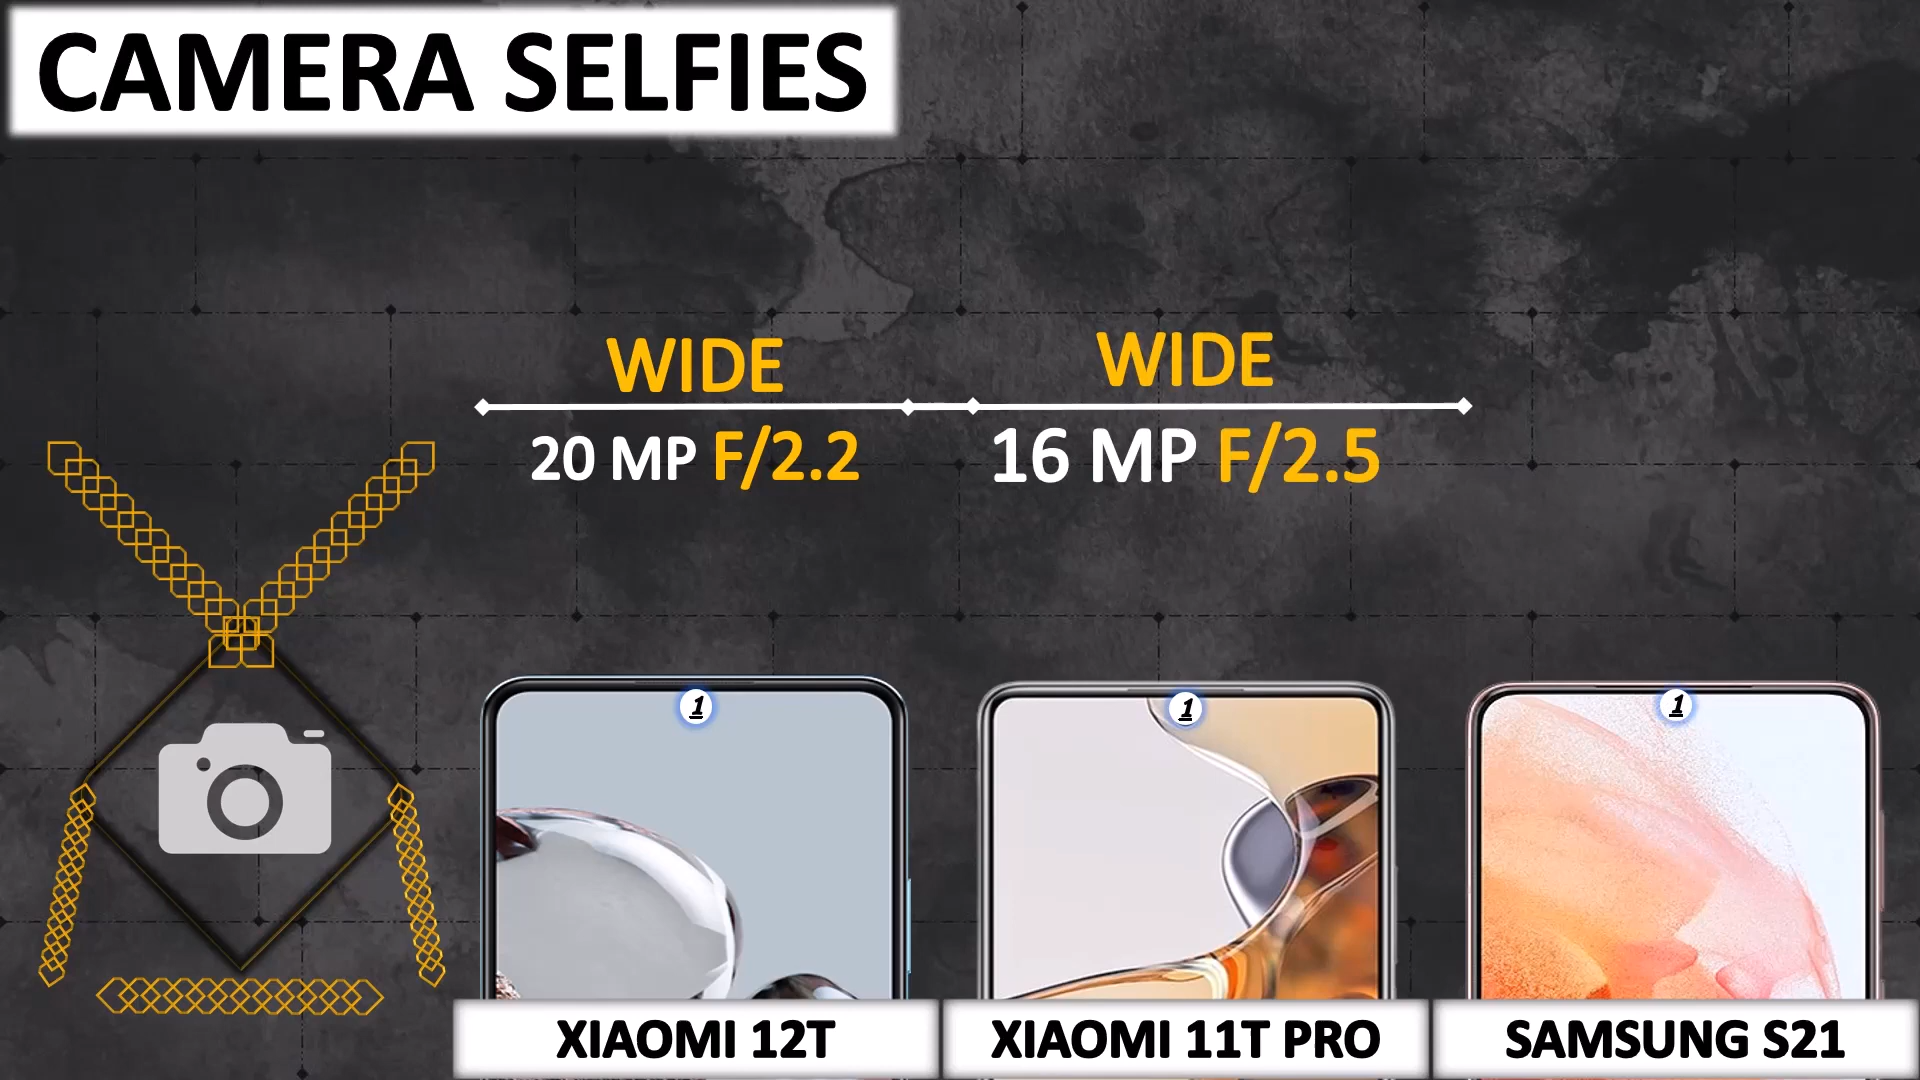 CAMERA SELFIES
WIDE
20 MP F/2.2
WIDE
16 MP F/2.5
1
1
1
XIAOMI 12T
XIAOMI 11T PRO
SAMSUNG S21